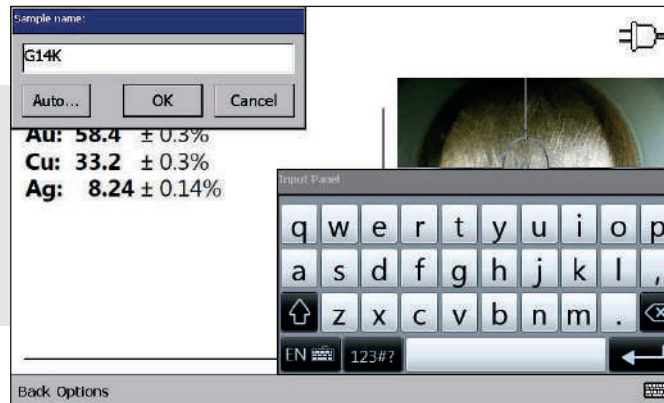 Sample name:
G14K
Auto... OK Cancel
Au: 58.4 ± 0.3%
Cu: 33.2 ± 0.3%
Ag: 8.24 ± 0.14%
Input Panel
q w e r t y u i o p
a s d f g h j k l ,
z x c v b n m .
EN 123#?
Back Options